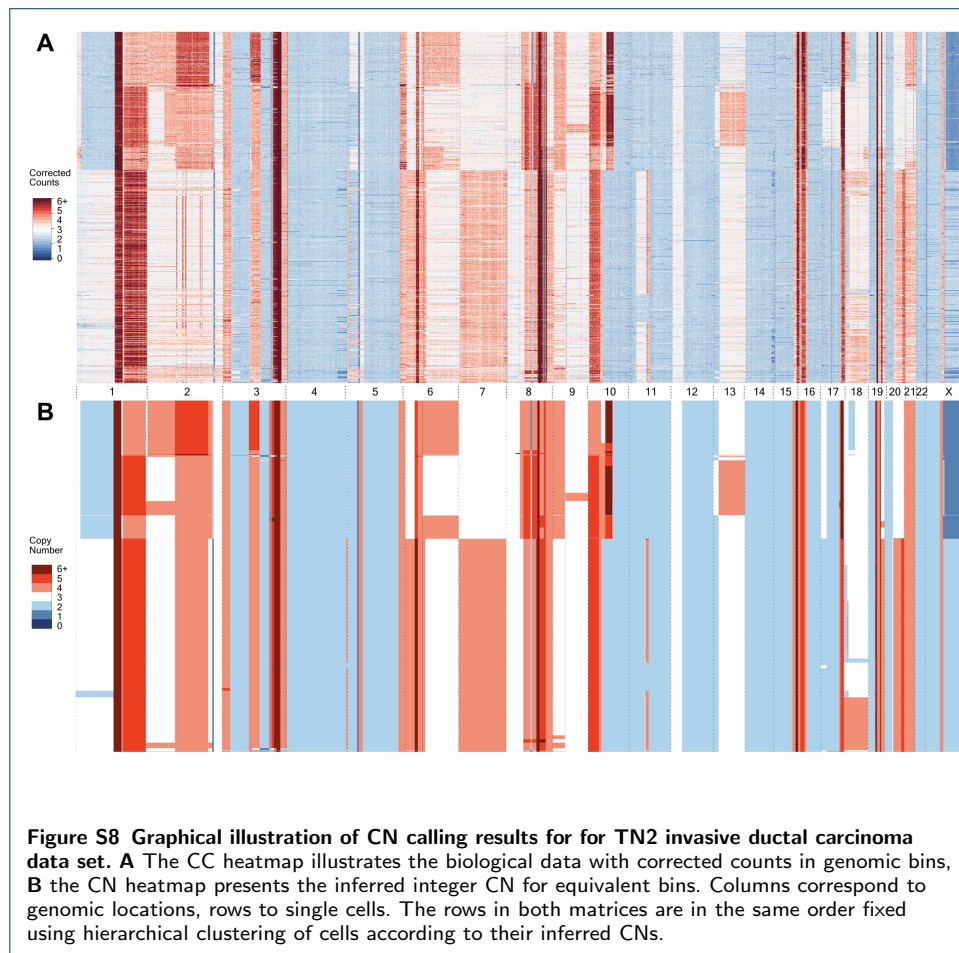 A
Corrected
Counts
6+
5
4
3
2
1
0
1 2 3 4 5 6 7 8 9 10 11 12 13 14 15 16 17 18 19 20 21 22 X
B
Copy
Number
6+
5
4
3
2
1
0
Figure S8 Graphical illustration of CN calling results for for TN2 invasive ductal carcinoma
data set. A The CC heatmap illustrates the biological data with corrected counts in genomic bins,
B the CN heatmap presents the inferred integer CN for equivalent bins. Columns correspond to
genomic locations, rows to single cells. The rows in both matrices are in the same order fixed
using hierarchical clustering of cells according to their inferred CNs.